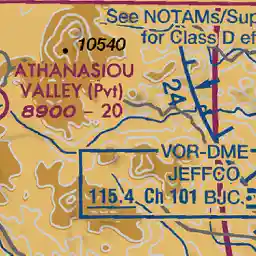 See NOTAMs/Sup
for Class D ef
10540
ATHANASIOU
VALLEY (Pvt)
8900 - 20
24
VOR-DME
JEFFCO
115.4 Ch 101 BJC